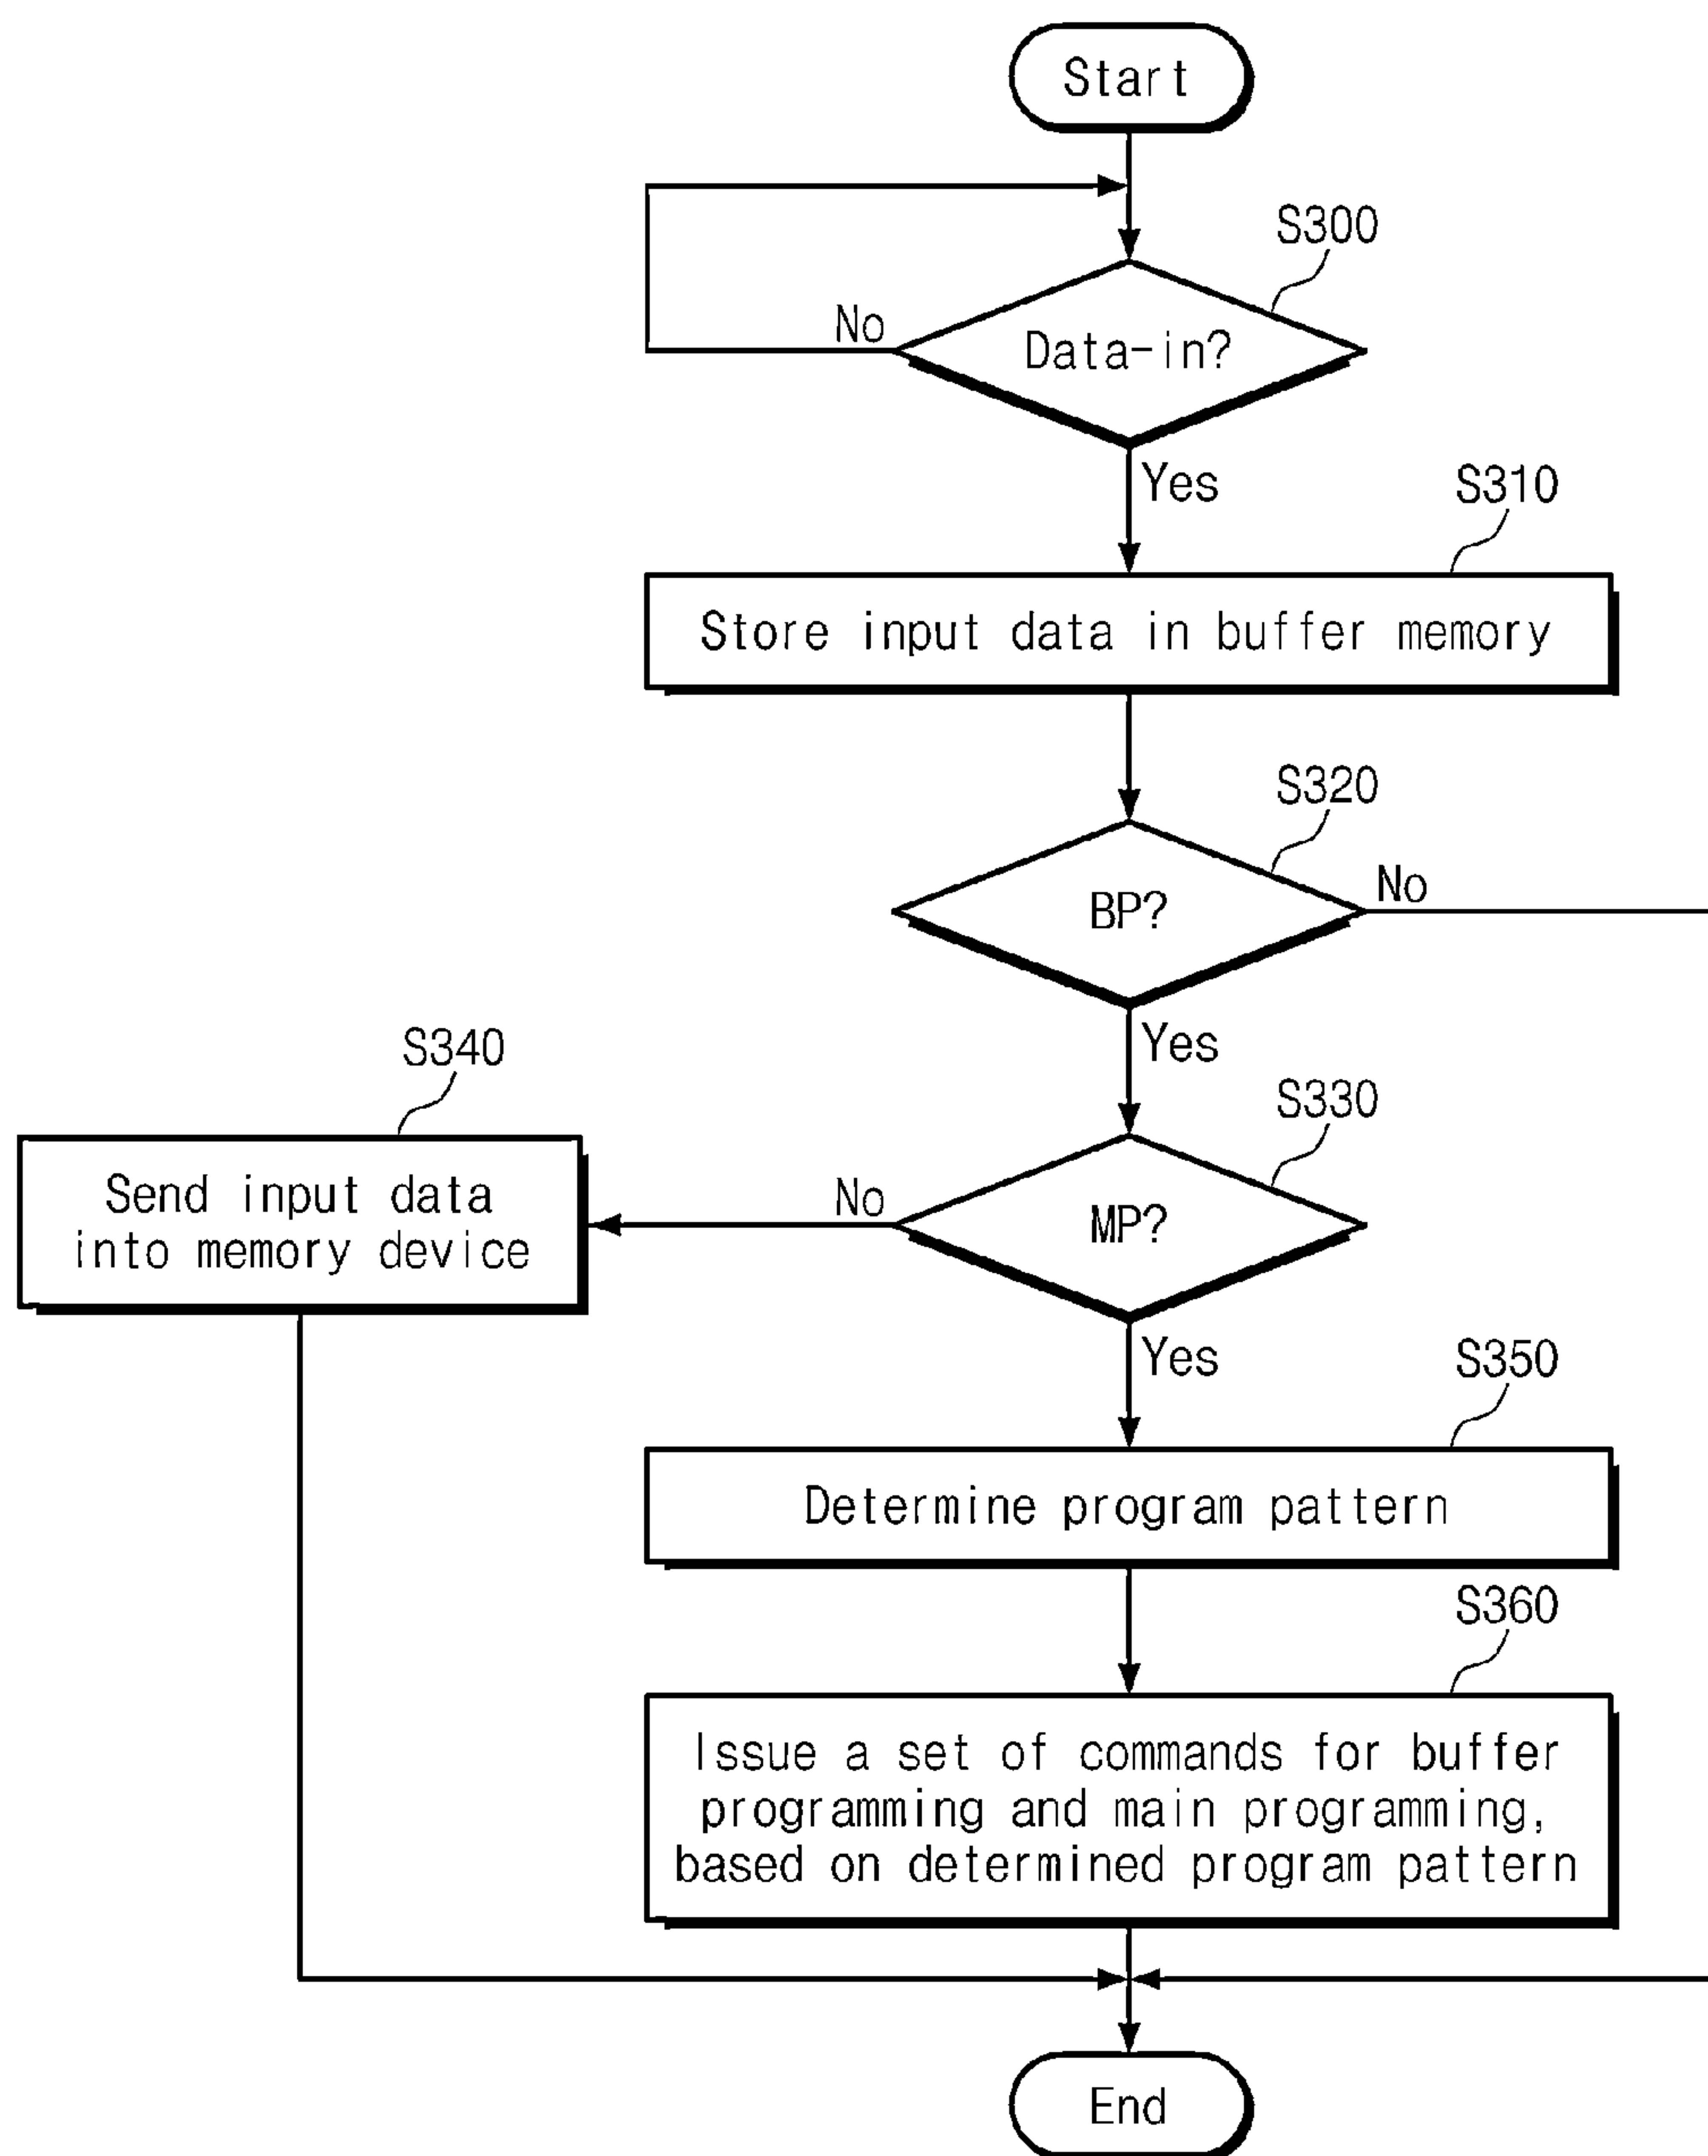 Start
S300
No
Data-in?
Yes
S310
Store input data in buffer memory
S320
BP?
No
Yes
S340
S330
Send input data
into memory device
No
MP?
Yes
S350
Determine program pattern
S360
Issue a set of commands for buffer
programming and main programming,
based on determined program pattern
End